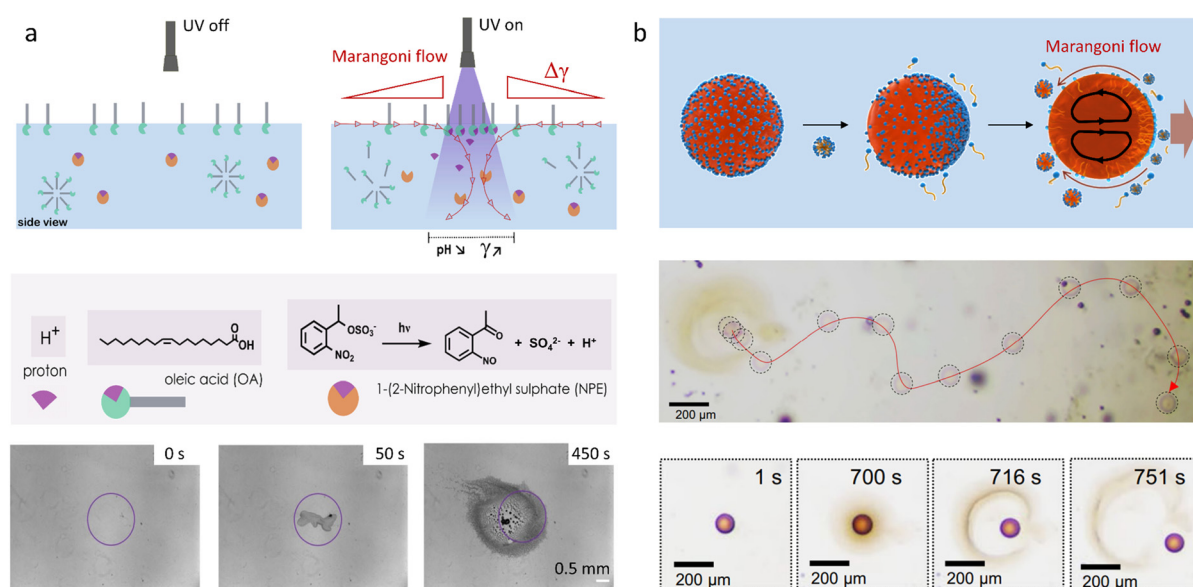 a
UV off
UV on
Marangoni flow
Δγ
side view
pH ↘ γ↗
H⁺
proton
OH
O
oleic acid (OA)
OSO₃⁻
NO₂
hν
O
NO
+ SO₄²⁻ + H⁺
1-(2-Nitrophenyl)ethyl sulphate (NPE)
0 s
50 s
450 s
0.5 mm
b
Marangoni flow
200 µm
1 s
700 s
716 s
751 s
200 µm
200 µm
200 µm
200 µm